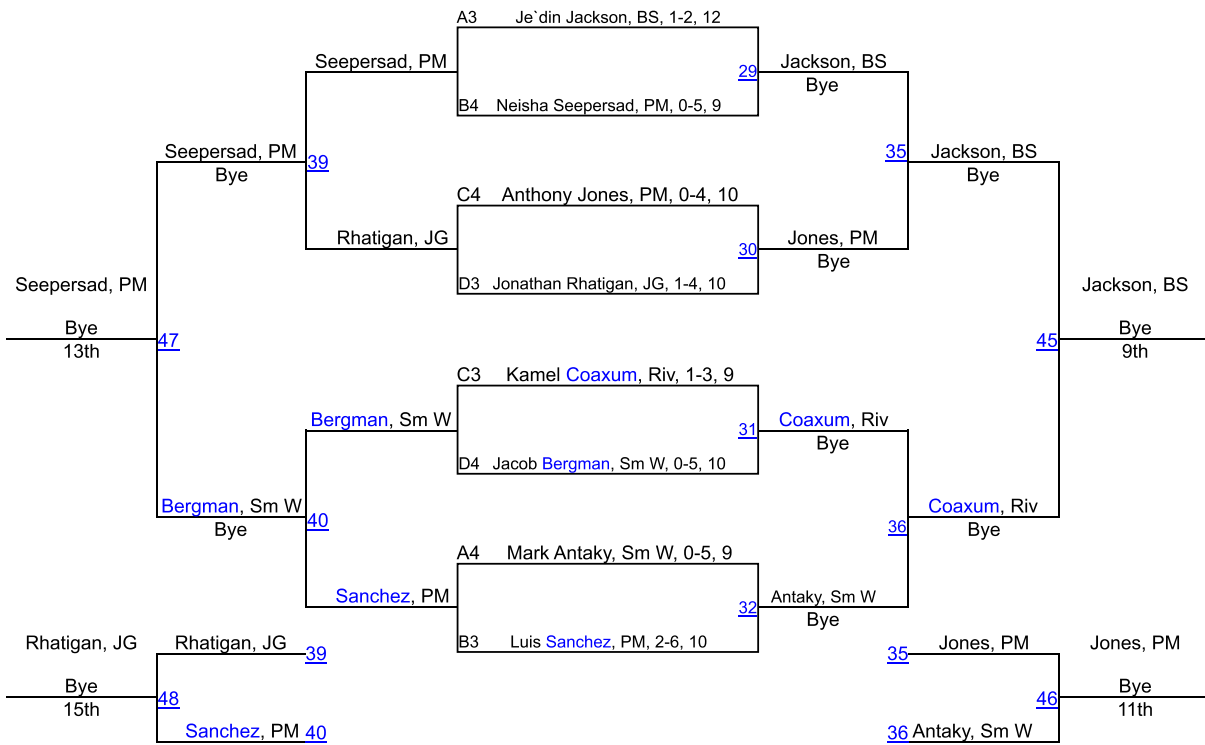 A3 Je`din Jackson, BS, 1-2, 12
Seepersad, PM
29
Jackson, BS
Bye
B4 Neisha Seepersad, PM, 0-5, 9
Seepersad, PM
Bye
39
35
Jackson, BS
Bye
C4 Anthony Jones, PM, 0-4, 10
Rhatigan, JG
30
Jones, PM
Bye
D3 Jonathan Rhatigan, JG, 1-4, 10
Seepersad, PM
Bye
13th
47
45
Jackson, BS
Bye
9th
C3 Kamel Coaxum, Riv, 1-3, 9
Bergman, Sm W
31
Coaxum, Riv
Bye
D4 Jacob Bergman, Sm W, 0-5, 10
Bergman, Sm W
Bye
40
36
Coaxum, Riv
Bye
A4 Mark Antaky, Sm W, 0-5, 9
Sanchez, PM
32
Antaky, Sm W
Bye
B3 Luis Sanchez, PM, 2-6, 10
Rhatigan, JG
Bye
15th
Rhatigan, JG 39
48
Sanchez, PM 40
35 Jones, PM
46
36 Antaky, Sm W
Jones, PM
Bye
11th